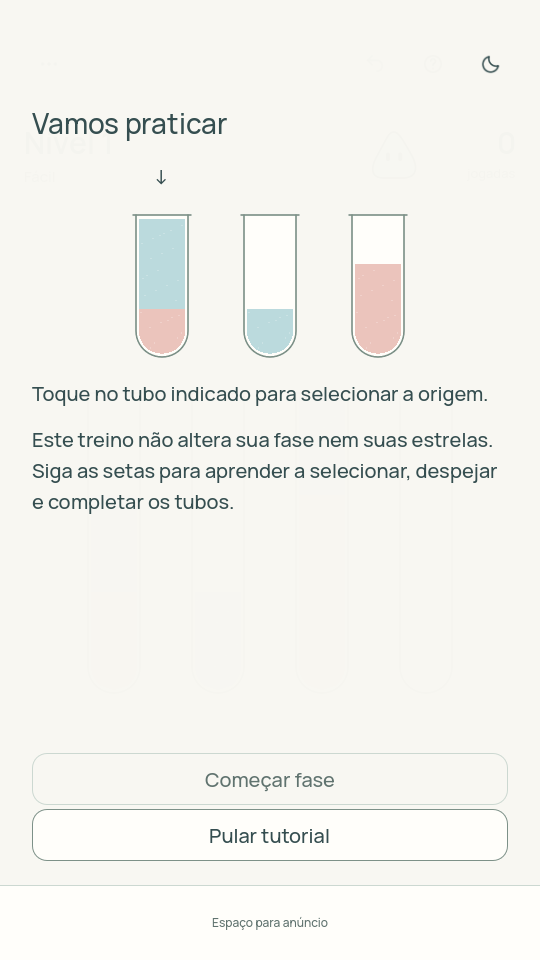 Vamos praticar
↓
Toque no tubo indicado para selecionar a origem.
Este treino não altera sua fase nem suas estrelas.
Siga as setas para aprender a selecionar, despejar
e completar os tubos.
Começar fase
Pular tutorial
Espaço para anúncio